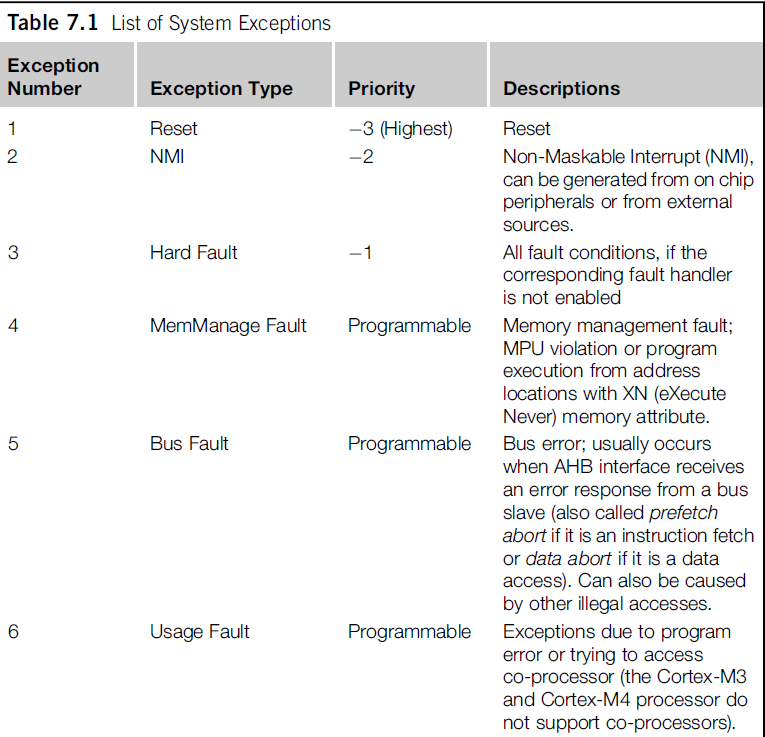 Table 7.1 List of System Exceptions
Exception Number Exception Type Priority Descriptions
1 Reset −3 (Highest) Reset
2 NMI −2 Non-Maskable Interrupt (NMI),
can be generated from on chip
peripherals or from external
sources.
3 Hard Fault −1 All fault conditions, if the
corresponding fault handler
is not enabled
4 MemManage Fault Programmable Memory management fault;
MPU violation or program
execution from address
locations with XN (eXecute
Never) memory attribute.
5 Bus Fault Programmable Bus error; usually occurs
when AHB interface receives
an error response from a bus
slave (also called prefetch
abort if it is an instruction fetch
or data abort if it is a data
access). Can also be caused
by other illegal accesses.
6 Usage Fault Programmable Exceptions due to program
error or trying to access
co-processor (the Cortex-M3
and Cortex-M4 processor do
not support co-processors).